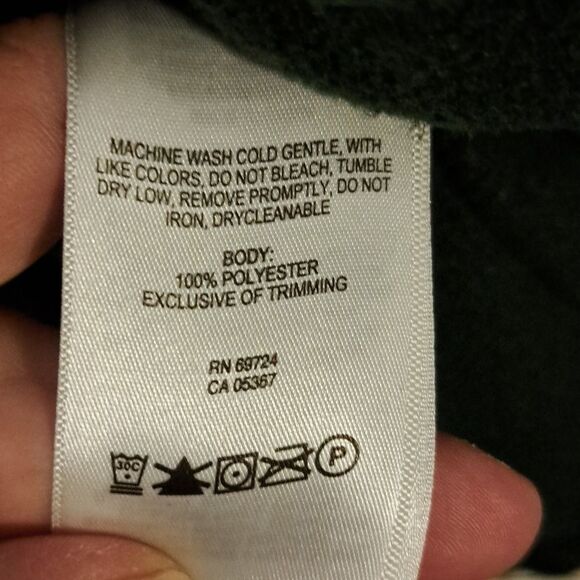 MACHINE WASH COLD GENTLE, WITH
LIKE COLORS, DO NOT BLEACH, TUMBLE
DRY LOW, REMOVE PROMPTLY, DO NOT
IRON, DRYCLEANABLE
BODY:
100% POLYESTER
EXCLUSIVE OF TRIMMING
RN 69724
CA 05367
30C P